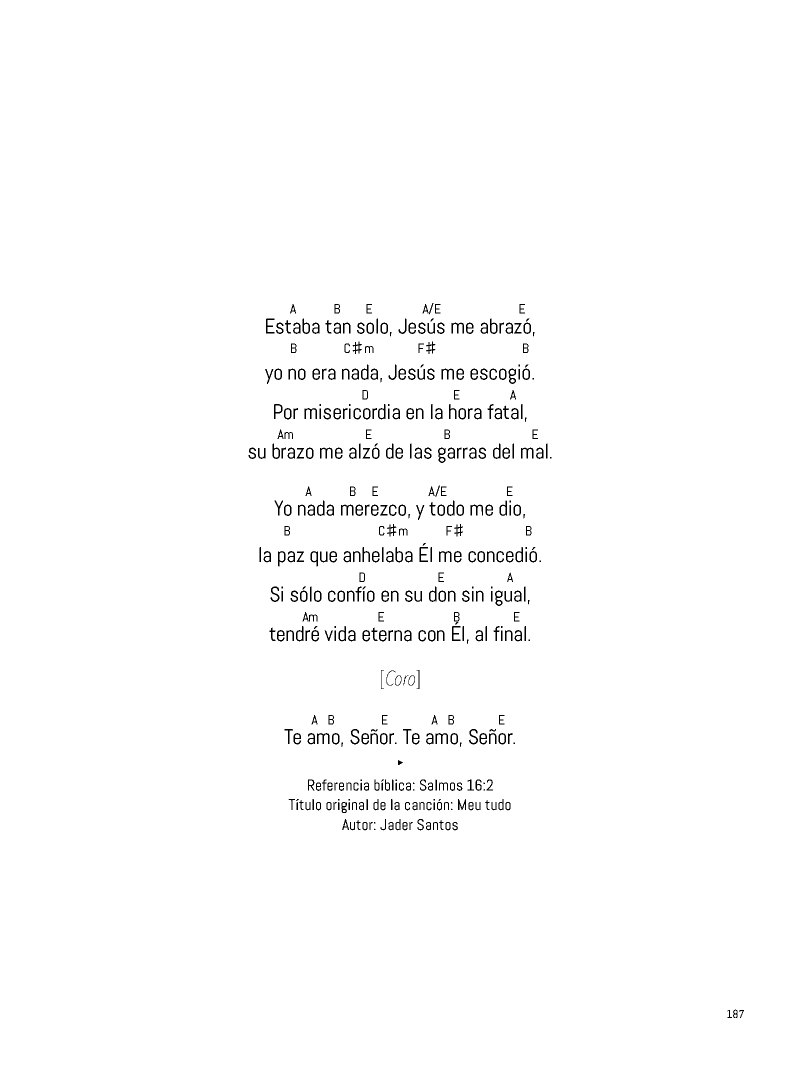 A B E A/E E
Estaba tan solo, Jesús me abrazó,
B C♯m F♯ B
yo no era nada, Jesús me escogió.
D E A
Por misericordia en la hora fatal,
Am E B E
su brazo me alzó de las garras del mal.
A B E A/E E
Yo nada merezco, y todo me dio,
B C♯m F♯ B
la paz que anhelaba Él me concedió.
D E A
Si sólo confío en su don sin igual,
Am E B E
tendré vida eterna con Él, al final.
[Coro]
A B E A B E
Te amo, Señor. Te amo, Señor.
Referencia bíblica: Salmos 16:2
Título original de la canción: Meu tudo
Autor: Jader Santos
187